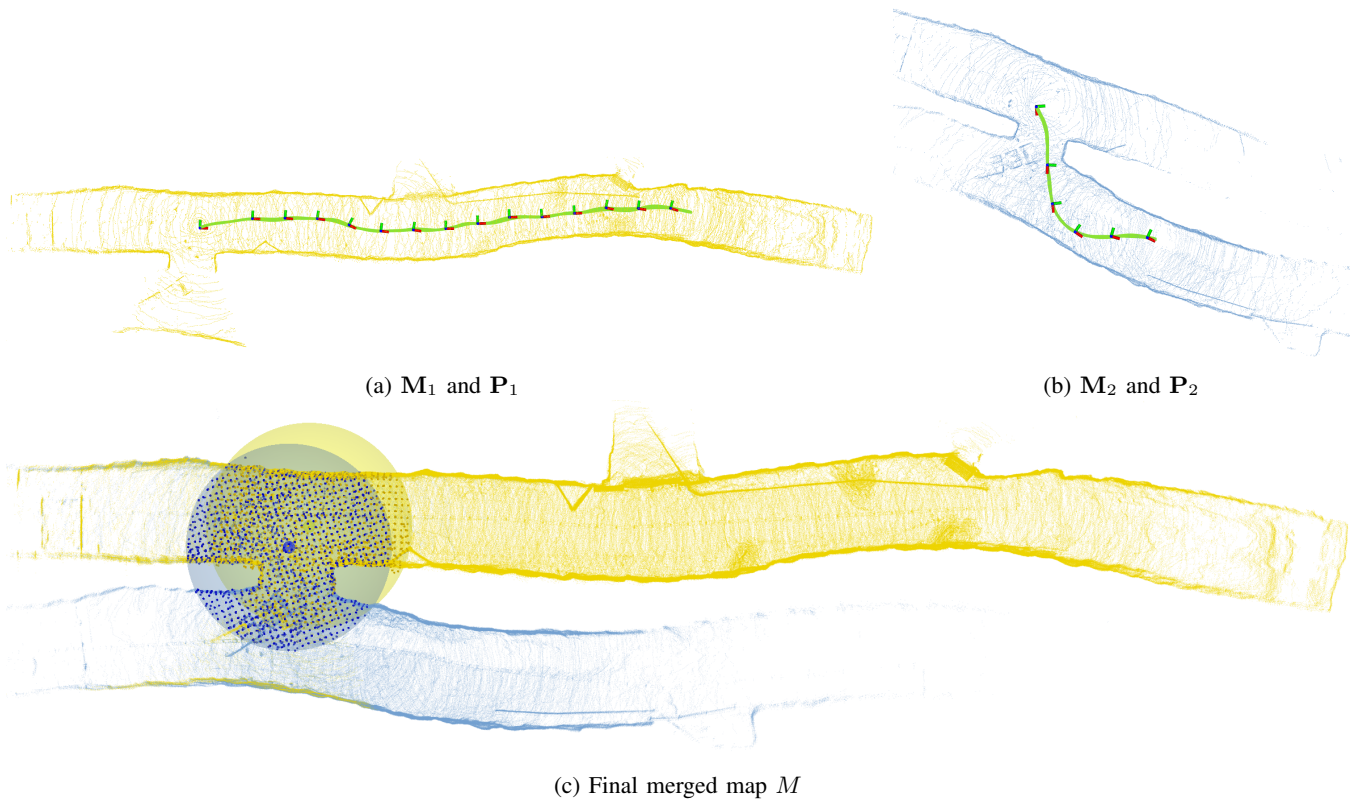 (a) M₁ and P₁
(b) M₂ and P₂
(c) Final merged map M